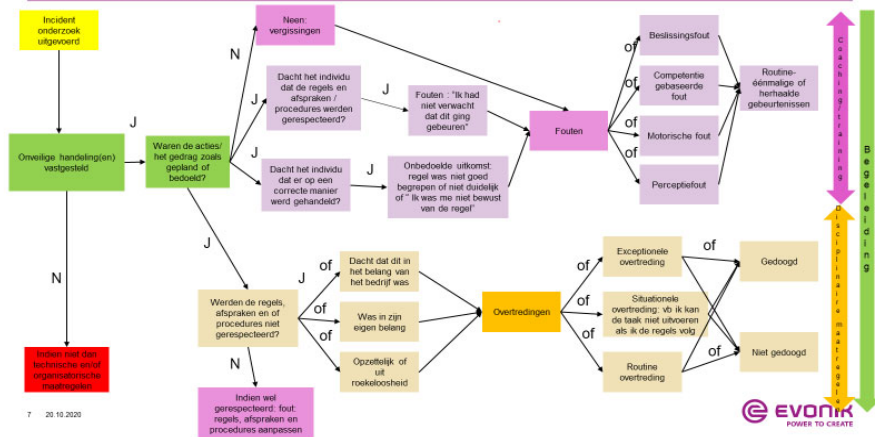 Incident
onderzoek
uitgevoerd
J
Onveilige handeling(en)
vastgesteld
N
Indien niet dan
technische en/of
organisatorische
maatregelen
Waren de acties/
het gedrag zoals
gepland of
bedoeld?
N
Neen:
vergissingen
J
Dacht het individu
dat de regels en
afspraken /
procedures werden
gerespecteerd?
J
Fouten : "Ik had
niet verwacht
dat dit ging
gebeuren"
J
Dacht het individu
dat er op een
correcte manier
werd gehandeld?
J
Onbedoelde uitkomst:
regel was niet goed
begrepen of niet duidelijk
of " Ik was me niet bewust
van de regel"
Fouten
of
Beslissingsfout
of
Competentie
gebaseerde
fout
of
Motorische fout
of
Perceptiefout
Routine-
éénmalige of
herhaalde
gebeurtenissen
J
Werden de regels,
afspraken en of
procedures niet
gerespecteerd?
N
Indien wel
gerespecteerd: fout:
regels, afspraken en
procedures aanpassen
J
of
Dacht dat dit in
het belang van
het bedrijf was
of
Was in zijn
eigen belang
of
Opzettelijk of
uit
roekeloosheid
Overtredingen
of
Exceptionele
overtreding
of
Situationele
overtreding: vb ik kan
de taak niet uitvoeren
als ik de regels volg
of
Routine
overtreding
of
Gedoogd
of
Niet gedoogd
Coaching/training
Disciplinaire maatregele
Begeleiding
7 20.10.2020
EVONIK
POWER TO CREATE